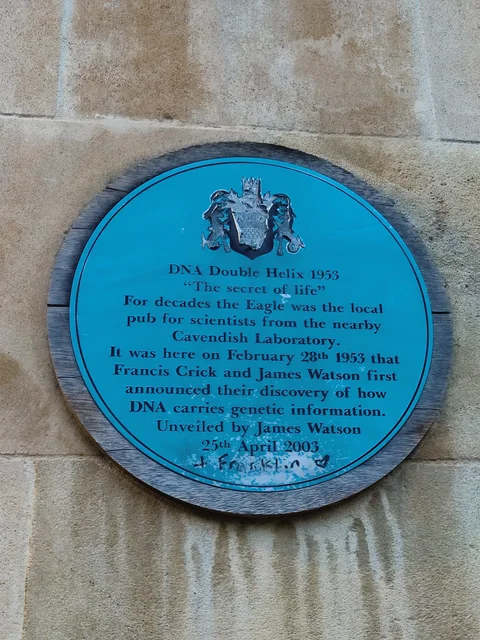 DNA Double Helix 1953
“The secret of life”
For decades the Eagle was the local
pub for scientists from the nearby
Cavendish Laboratory.
It was here on February 28th 1953 that
Francis Crick and James Watson first
announced their discovery of how
DNA carries genetic information.
Unveiled by James Watson
25th April 2003
+ Franklin ♥